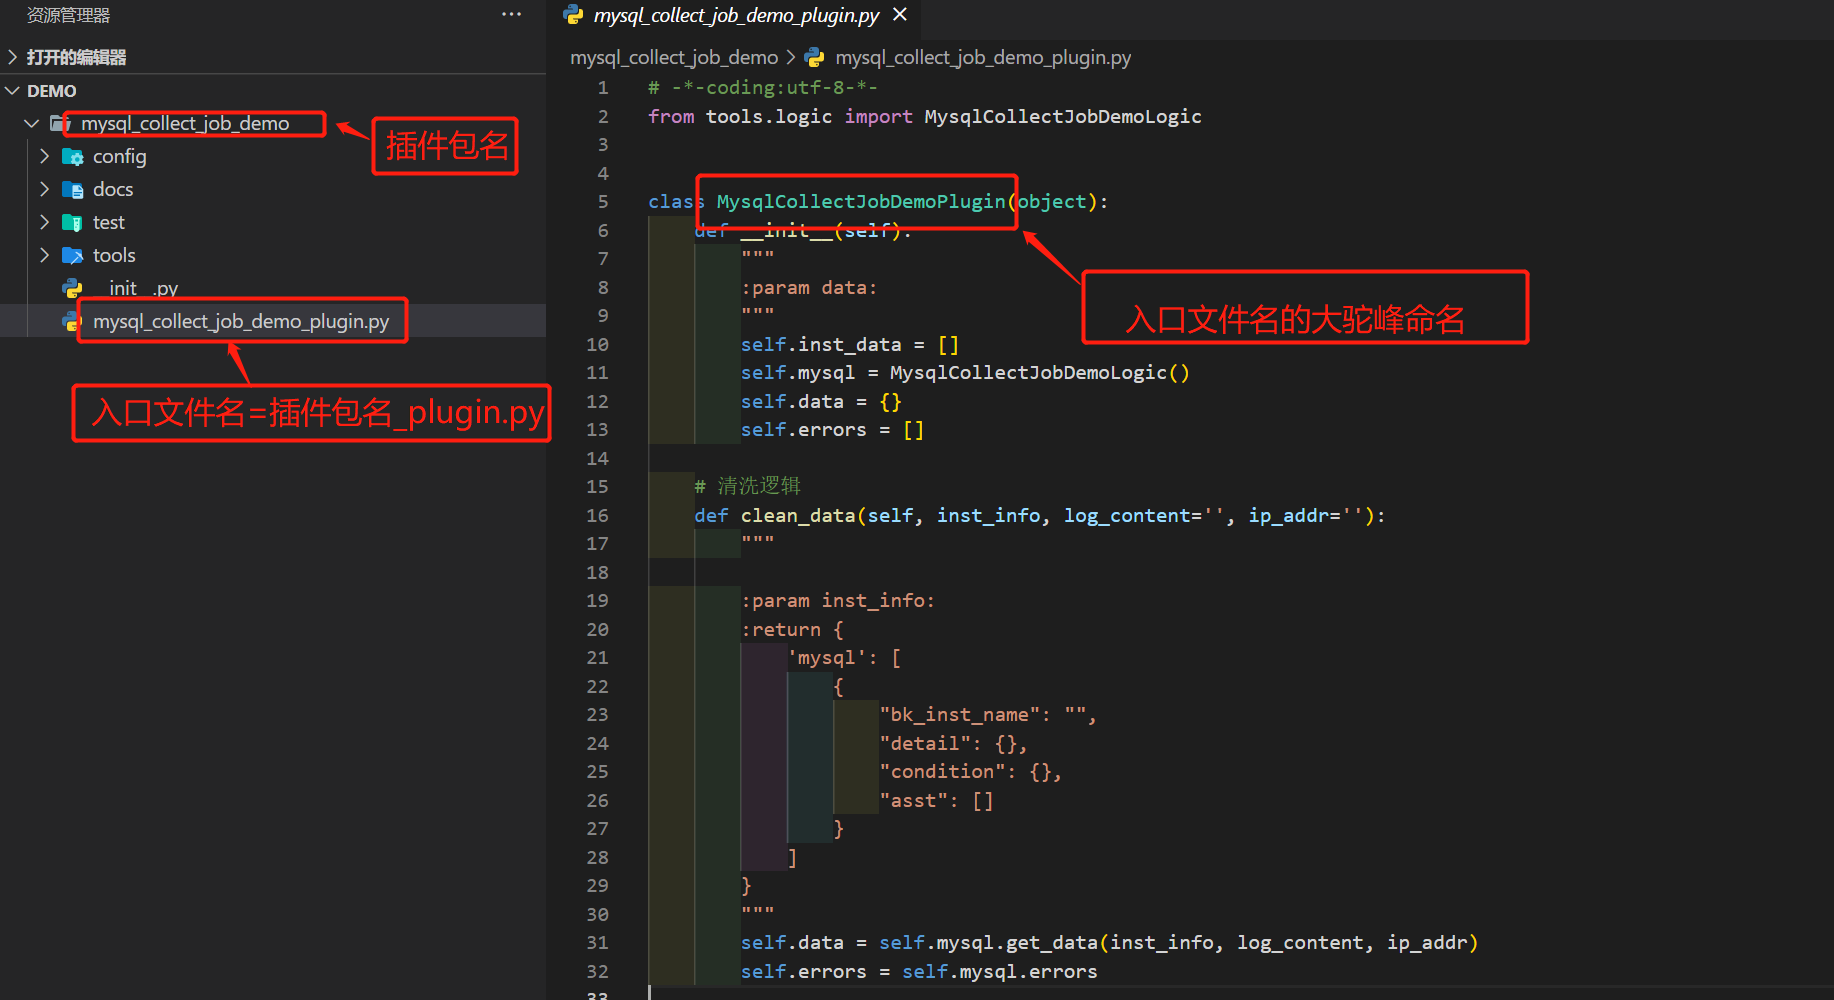 资源管理器
···
打开的编辑器
DEMO
mysql_collect_job_demo
插件包名
config
docs
test
tools
__init__.py
mysql_collect_job_demo_plugin.py
入口文件名=插件包名_plugin.py
mysql_collect_job_demo_plugin.py
mysql_collect_job_demo > mysql_collect_job_demo_plugin.py
1 # -*-coding:utf-8-*-
2 from tools.logic import MysqlCollectJobDemoLogic
3
4
5 class MysqlCollectJobDemoPlugin(object):
6 def __init__(self):
7 """
8 :param data:
9 """
入口文件名的大驼峰命名
10 self.inst_data = []
11 self.mysql = MysqlCollectJobDemoLogic()
12 self.data = {}
13 self.errors = []
14
15 # 清洗逻辑
16 def clean_data(self, inst_info, log_content='', ip_addr=''):
17 """
18
19 :param inst_info:
20 :return {
21 'mysql': [
22 {
23 "bk_inst_name": "",
24 "detail": {},
25 "condition": {},
26 "asst": []
27 }
28 ]
29 }
30 """
31 self.data = self.mysql.get_data(inst_info, log_content, ip_addr)
32 self.errors = self.mysql.errors
33